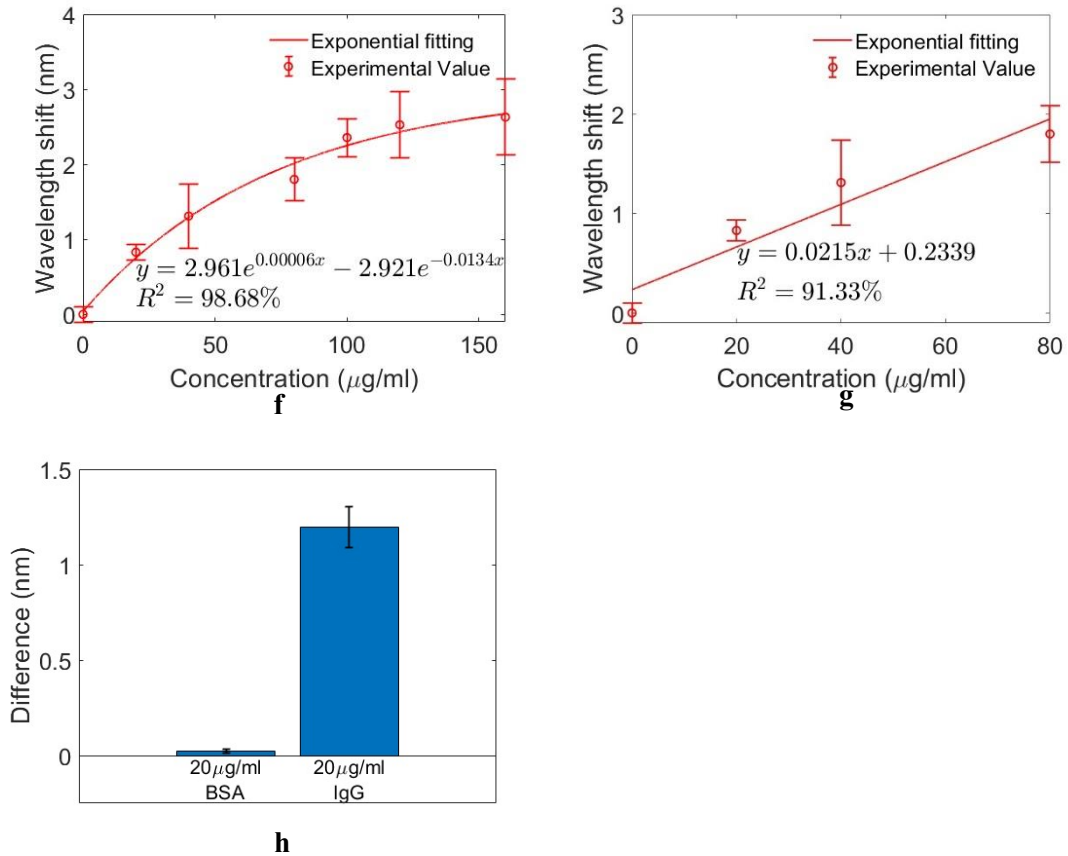 4
3
2
1
0
Wavelength shift (nm)
Exponential fitting
Experimental Value
y = 2.961e^{0.00006x} − 2.921e^{-0.0134x}
R² = 98.68%
0 50 100 150
Concentration (μg/ml)
f
3
2
1
0
Wavelength shift (nm)
Exponential fitting
Experimental Value
y = 0.0215x + 0.2339
R² = 91.33%
0 20 40 60 80
Concentration (μg/ml)
g
1.5
1
0.5
0
Difference (nm)
20μg/ml 20μg/ml
BSA IgG
h